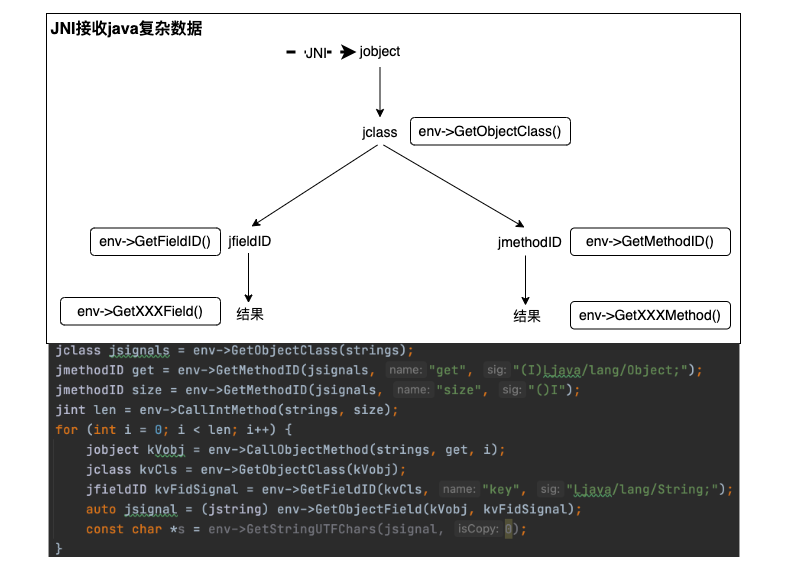 JNI接收java复杂数据
JNI jobject
jclass env->GetObjectClass()
env->GetFieldID() jfieldID jmethodID env->GetMethodID()
env->GetXXXField() 结果 结果 env->GetXXXMethod()
jclass jsignals = env->GetObjectClass(strings);
jmethodID get = env->GetMethodID(jsignals, name: "get", sig: "(I)Ljava/lang/Object;");
jmethodID size = env->GetMethodID(jsignals, name: "size", sig: "()I");
jint len = env->CallIntMethod(strings, size);
for (int i = 0; i < len; i++) {
jobject kVobj = env->CallObjectMethod(strings, get, i);
jclass kvCls = env->GetObjectClass(kVobj);
jfieldID kvFidSignal = env->GetFieldID(kvCls, name: "key", sig: "Ljava/lang/String;");
auto jsignal = (jstring) env->GetObjectField(kVobj, kvFidSignal);
const char *s = env->GetStringUTFChars(jsignal, isCopy: 0);
}